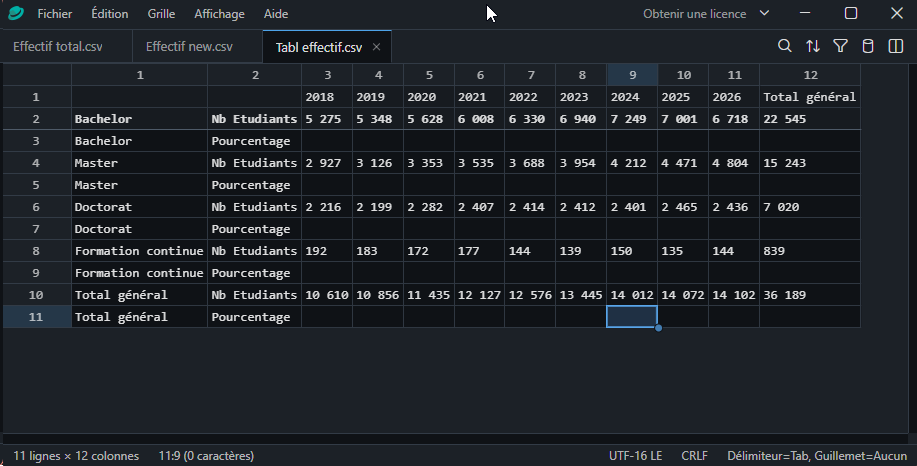 Fichier Édition Grille Affichage Aide Obtenir une licence
Effectif total.csv Effectif new.csv Tabl effectif.csv
1 2 3 4 5 6 7 8 9 10 11 12
1 2018 2019 2020 2021 2022 2023 2024 2025 2026 Total général
2 Bachelor Nb Etudiants 5 275 5 348 5 628 6 008 6 330 6 940 7 249 7 001 6 718 22 545
3 Bachelor Pourcentage
4 Master Nb Etudiants 2 927 3 126 3 353 3 535 3 688 3 954 4 212 4 471 4 804 15 243
5 Master Pourcentage
6 Doctorat Nb Etudiants 2 216 2 199 2 282 2 407 2 414 2 412 2 401 2 465 2 436 7 020
7 Doctorat Pourcentage
8 Formation continue Nb Etudiants 192 183 172 177 144 139 150 135 144 839
9 Formation continue Pourcentage
10 Total général Nb Etudiants 10 610 10 856 11 435 12 127 12 576 13 445 14 012 14 072 14 102 36 189
11 Total général Pourcentage
11 lignes × 12 colonnes 11:9 (0 caractères) UTF-16 LE CRLF Délimiteur=Tab, Guillemet=Aucun